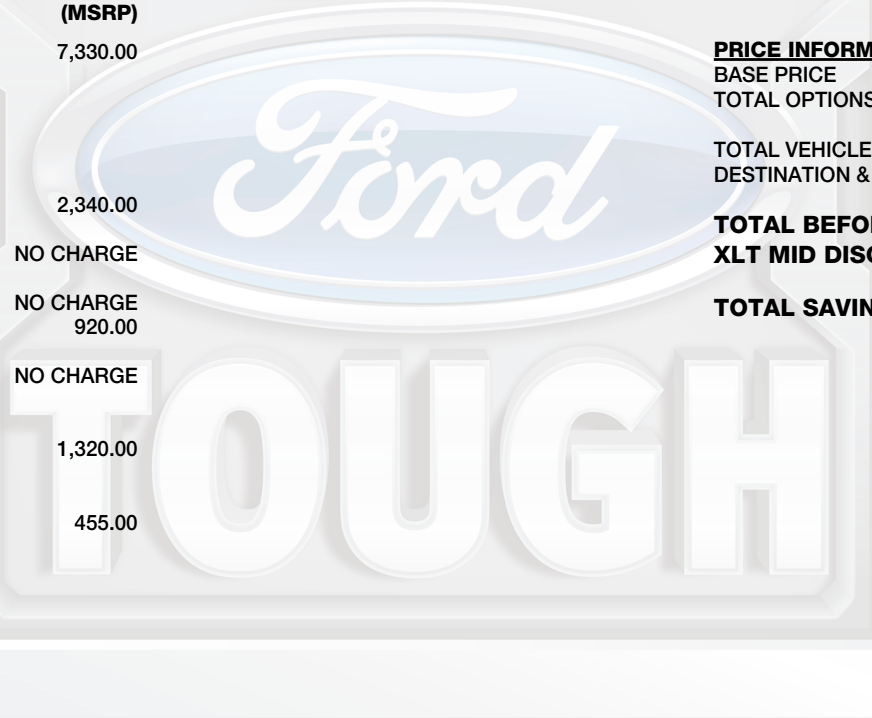 (MSRP)
7,330.00
2,340.00
NO CHARGE
NO CHARGE
920.00
NO CHARGE
1,320.00
455.00
PRICE INFORM
BASE PRICE
TOTAL OPTIONS
TOTAL VEHICLE
DESTINATION &
TOTAL BEFO
XLT MID DISC
TOTAL SAVIN
Ford
TOUGH